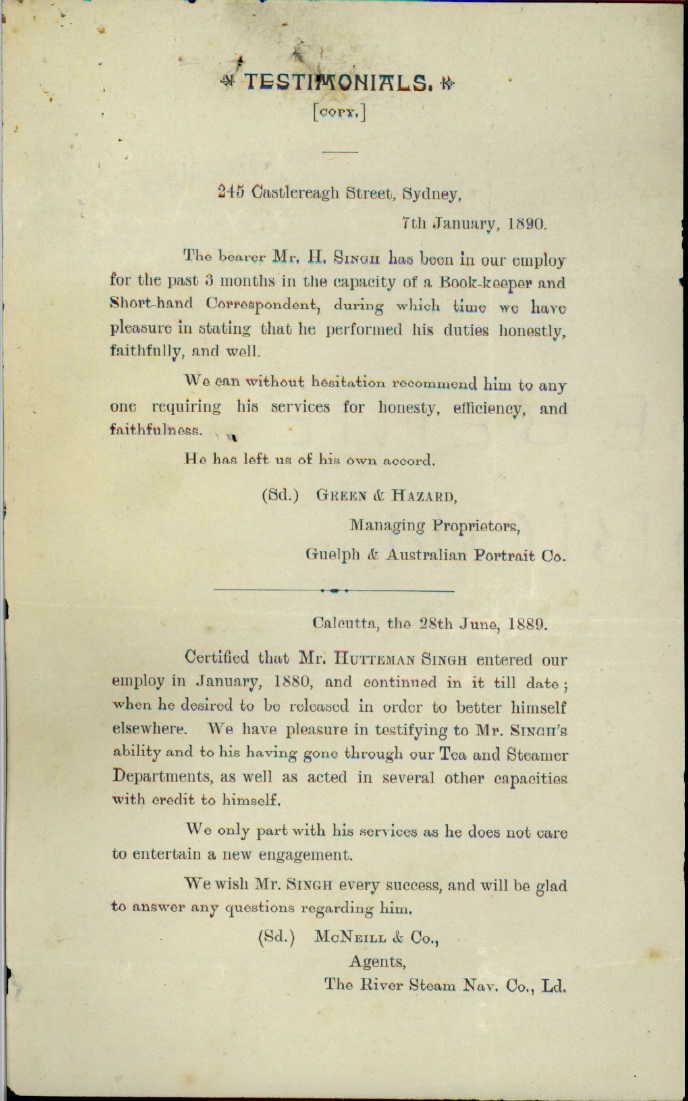 TESTIMONIALS.
[COPY.]
245 Castlereagh Street, Sydney,
7th January, 1890.
The bearer Mr. H. SINGH has been in our employ
for the past 3 months in the capacity of a Book-keeper and
Short-hand Correspondent, during which time we have
pleasure in stating that he performed his duties honestly,
faithfully, and well.
We can without hesitation recommend him to any
one requiring his services for honesty, efficiency, and
faithfulness.
He has left us of his own accord.
(Sd.) GREEN & HAZARD,
Managing Proprietors,
Guelph & Australian Portrait Co.
Calcutta, the 28th June, 1889.
Certified that Mr. HUTTEMAN SINGH entered our
employ in January, 1880, and continued in it till date;
when he desired to be released in order to better himself
elsewhere. We have pleasure in testifying to Mr. SINGH'S
ability and to his having gone through our Tea and Steamer
Departments, as well as acted in several other capacities
with credit to himself.
We only part with his services as he does not care
to entertain a new engagement.
We wish Mr. SINGH every success, and will be glad
to answer any questions regarding him.
(Sd.) MCNEILL & Co.,
Agents,
The River Steam Nav. Co., Ld.